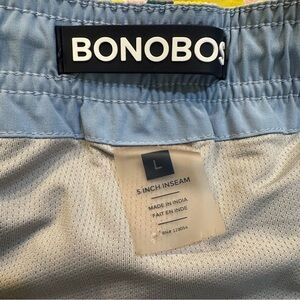 BONOBOS
L
5 INCH INSEAM
MADE IN INDIA
FAIT EN INDE